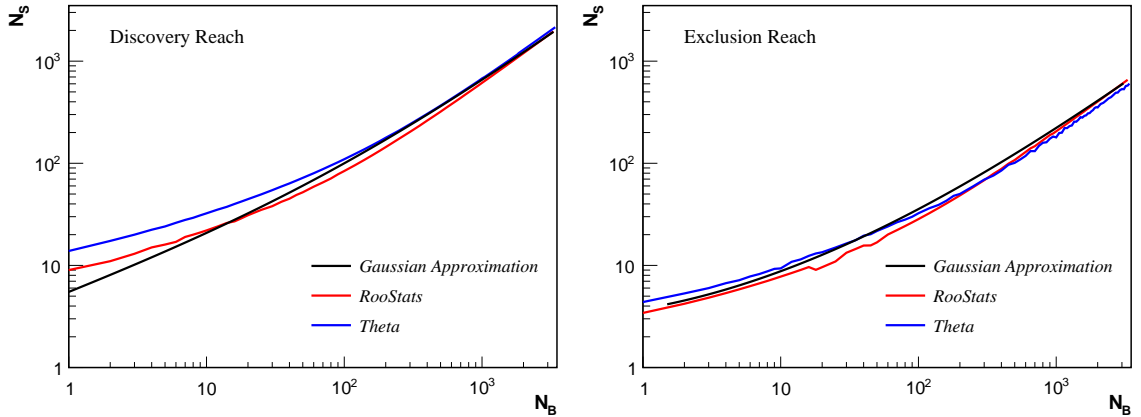 N_S
Discovery Reach
10^3
10^2
10
1
Gaussian Approximation
RooStats
Theta
1 10 10^2 10^3
N_B
N_S
Exclusion Reach
10^3
10^2
10
1
Gaussian Approximation
RooStats
Theta
1 10 10^2 10^3
N_B